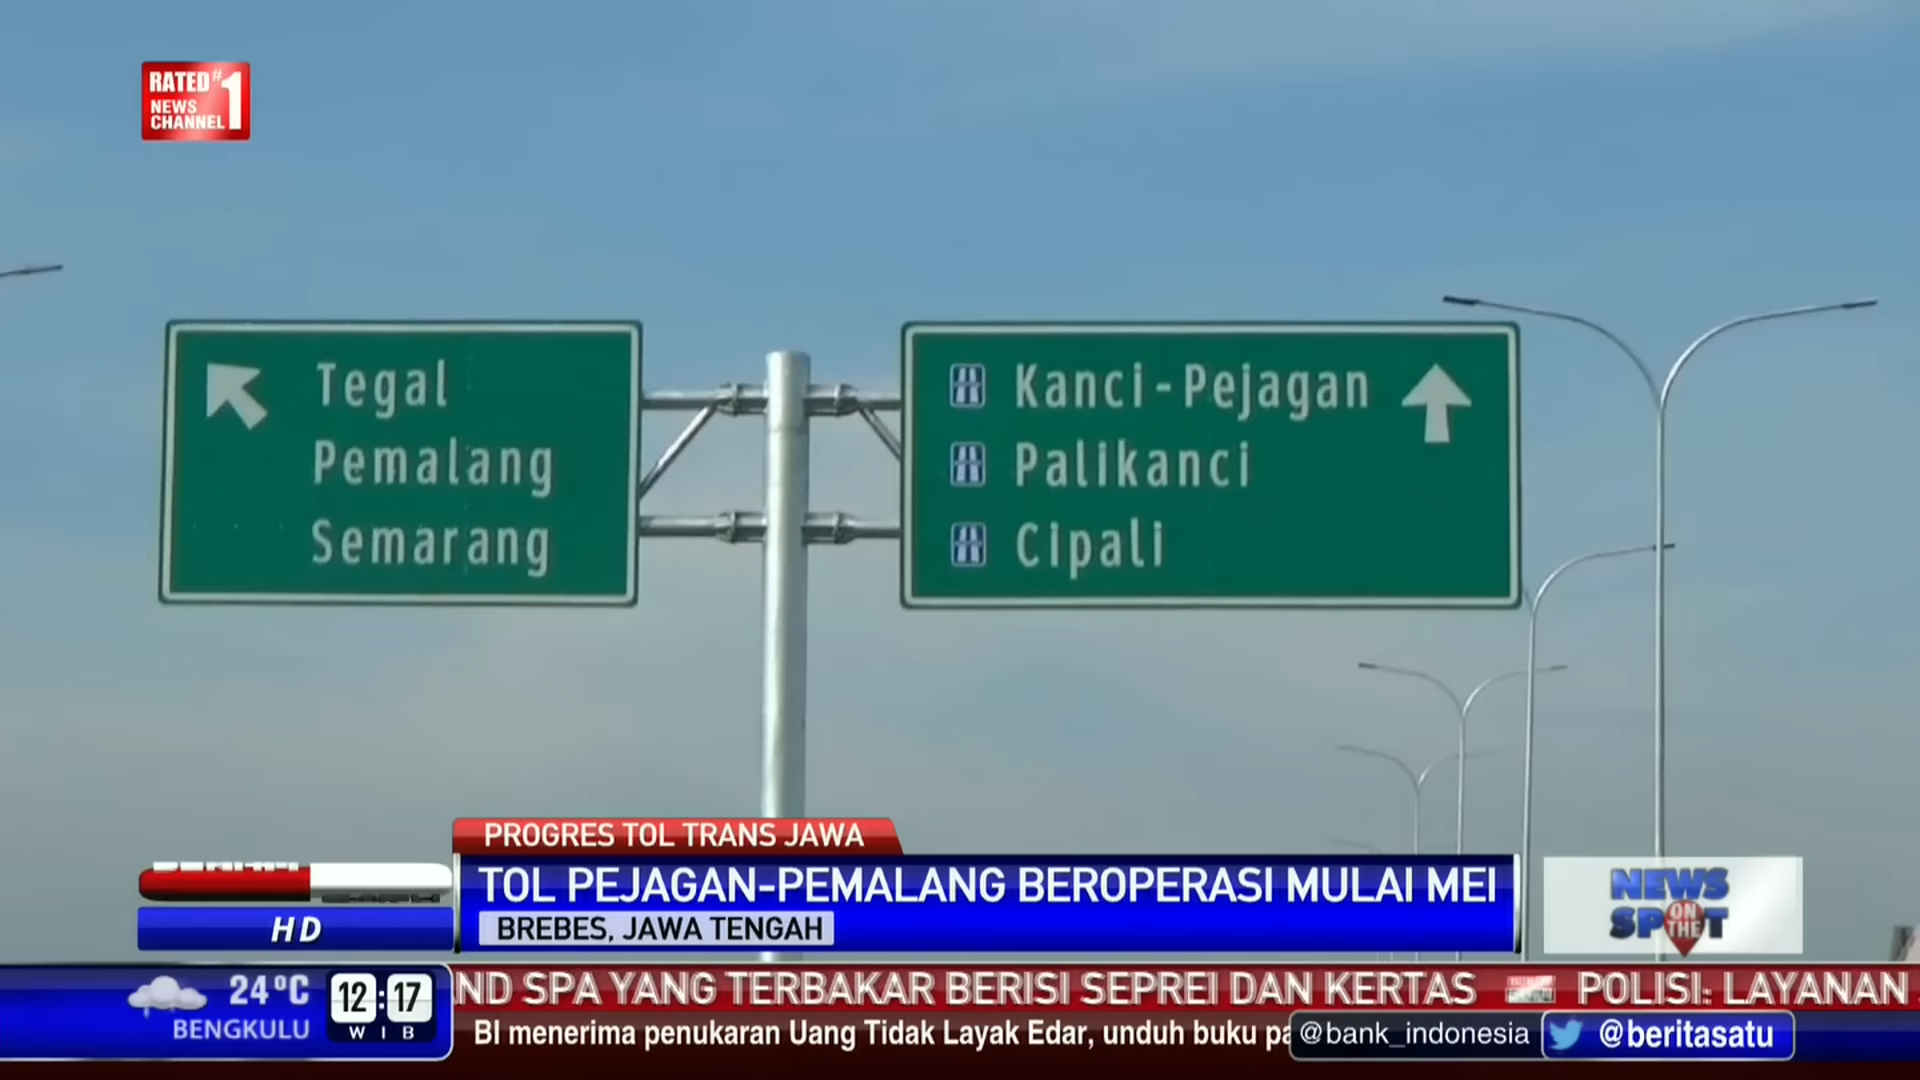 RATED #1
NEWS
CHANNEL
Tegal
Pemalang
Semarang
Kanci-Pejagan
Palikanci
Cipali
PROGRES TOL TRANS JAWA
TOL PEJAGAN-PEMALANG BEROPERASI MULAI MEI
BREBES, JAWA TENGAH
HD
NEWS
ON THE
SPOT
24°C
BENGKULU
12:17
WIB
ND SPA YANG TERBAKAR BERISI SEPREI DAN KERTAS
POLISI: LAYANAN
BI menerima penukaran Uang Tidak Layak Edar, unduh buku pa
@bank_indonesia
@beritasatu